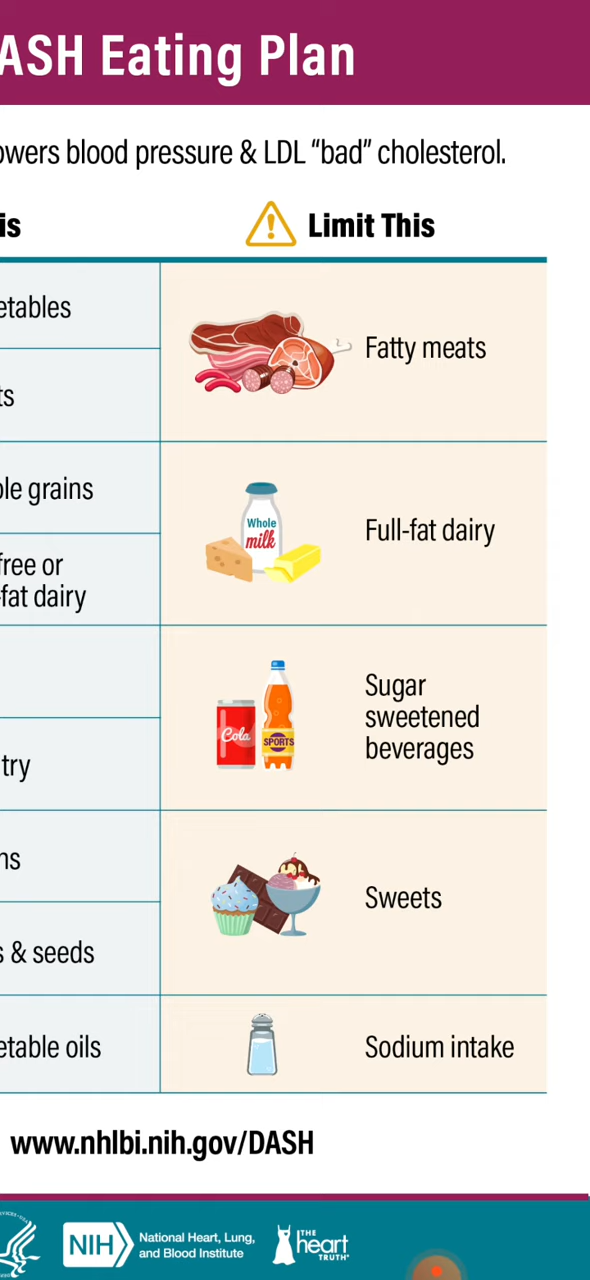 ASH Eating Plan
owers blood pressure & LDL “bad” cholesterol.
is
Limit This
etables
ts
ole grains
free or
-fat dairy
try
ns
s & seeds
etable oils
Fatty meats
Whole
milk
Full-fat dairy
Cola
SPORTS
Sugar
sweetened
beverages
Sweets
Sodium intake
www.nhlbi.nih.gov/DASH
NIH
National Heart, Lung,
and Blood Institute
THE
heart
TRUTH®